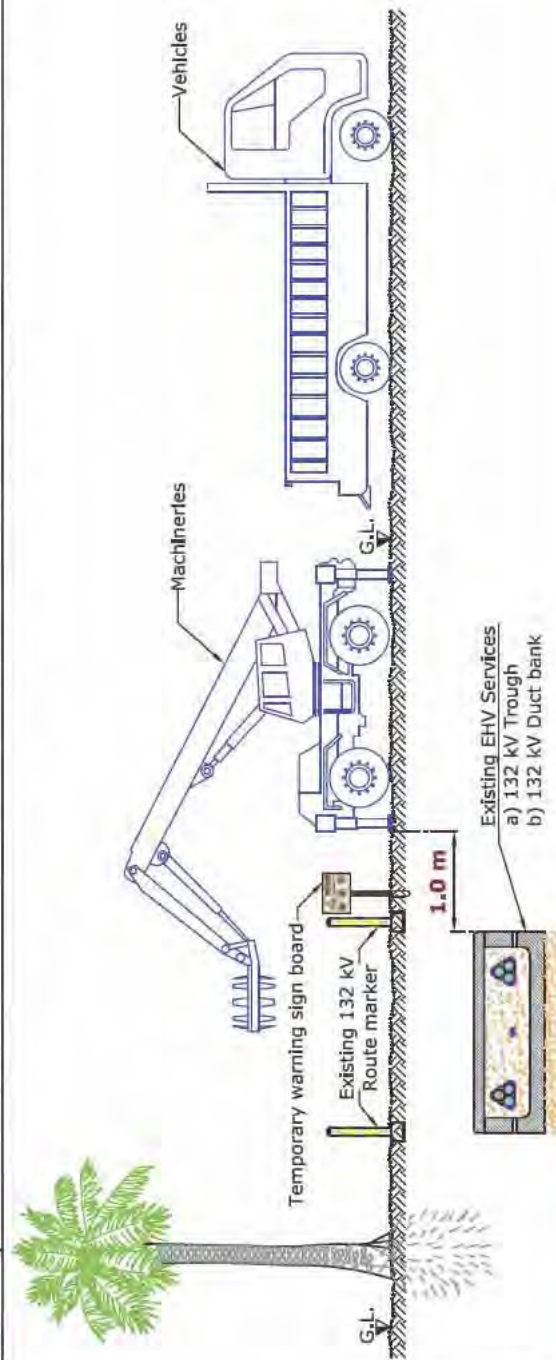 Vehicles
Machineries
G.L.
Temporary warning sign board
Existing 132 kV
Route marker
1.0 m
Existing EHV Services
a) 132 kV Trough
b) 132 kV Duct bank
G.L.